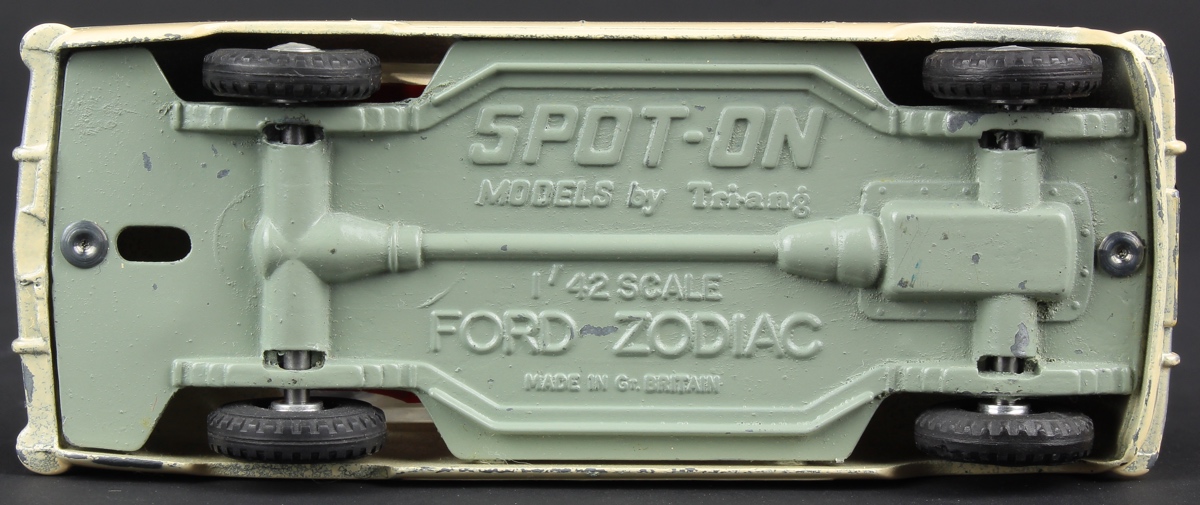 SPOT-ON
MODELS by Tri-ang
1/42 SCALE
FORD ZODIAC
MADE IN Gt. BRITAIN